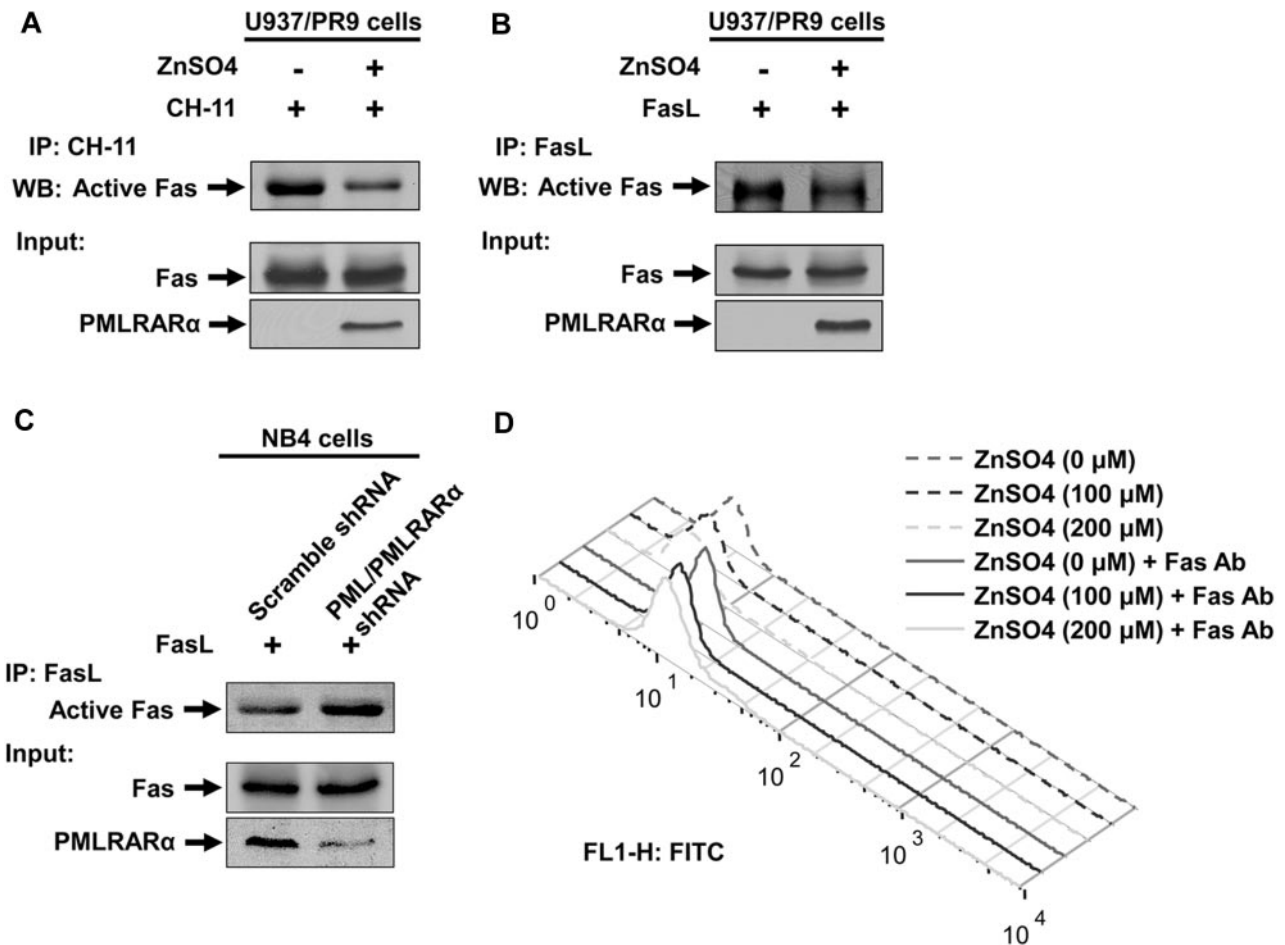 A
U937/PR9 cells
ZnSO4 - +
CH-11 + +
IP: CH-11
WB: Active Fas
Input:
Fas
PMLRARα
B
U937/PR9 cells
ZnSO4 - +
FasL + +
IP: FasL
WB: Active Fas
Input:
Fas
PMLRARα
C
NB4 cells
Scramble shRNA
PML/PMLRARα
shRNA
FasL + +
IP: FasL
Active Fas
Input:
Fas
PMLRARα
D
ZnSO4 (0 µM)
ZnSO4 (100 µM)
ZnSO4 (200 µM)
ZnSO4 (0 µM) + Fas Ab
ZnSO4 (100 µM) + Fas Ab
ZnSO4 (200 µM) + Fas Ab
10^0
10^1
10^2
10^3
10^4
FL1-H: FITC